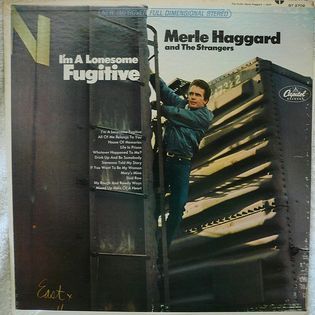 NEW IMPROVED FULL DIMENSIONAL STEREO
Merle Haggard
and The Strangers
I'm A Lonesome
Fugitive
Capitol
I'm A Lonesome Fugitive
All Of Me Belongs To You
House Of Memories
Life In Prison
Whatever Happened To Me?
Drink Up And Be Somebody
Someone Told My Story
If You Want To Be My Woman
Mary's Mine
Skid Row
My Rough And Rowdy Ways
Mixed Up Mess Of A Heart
East